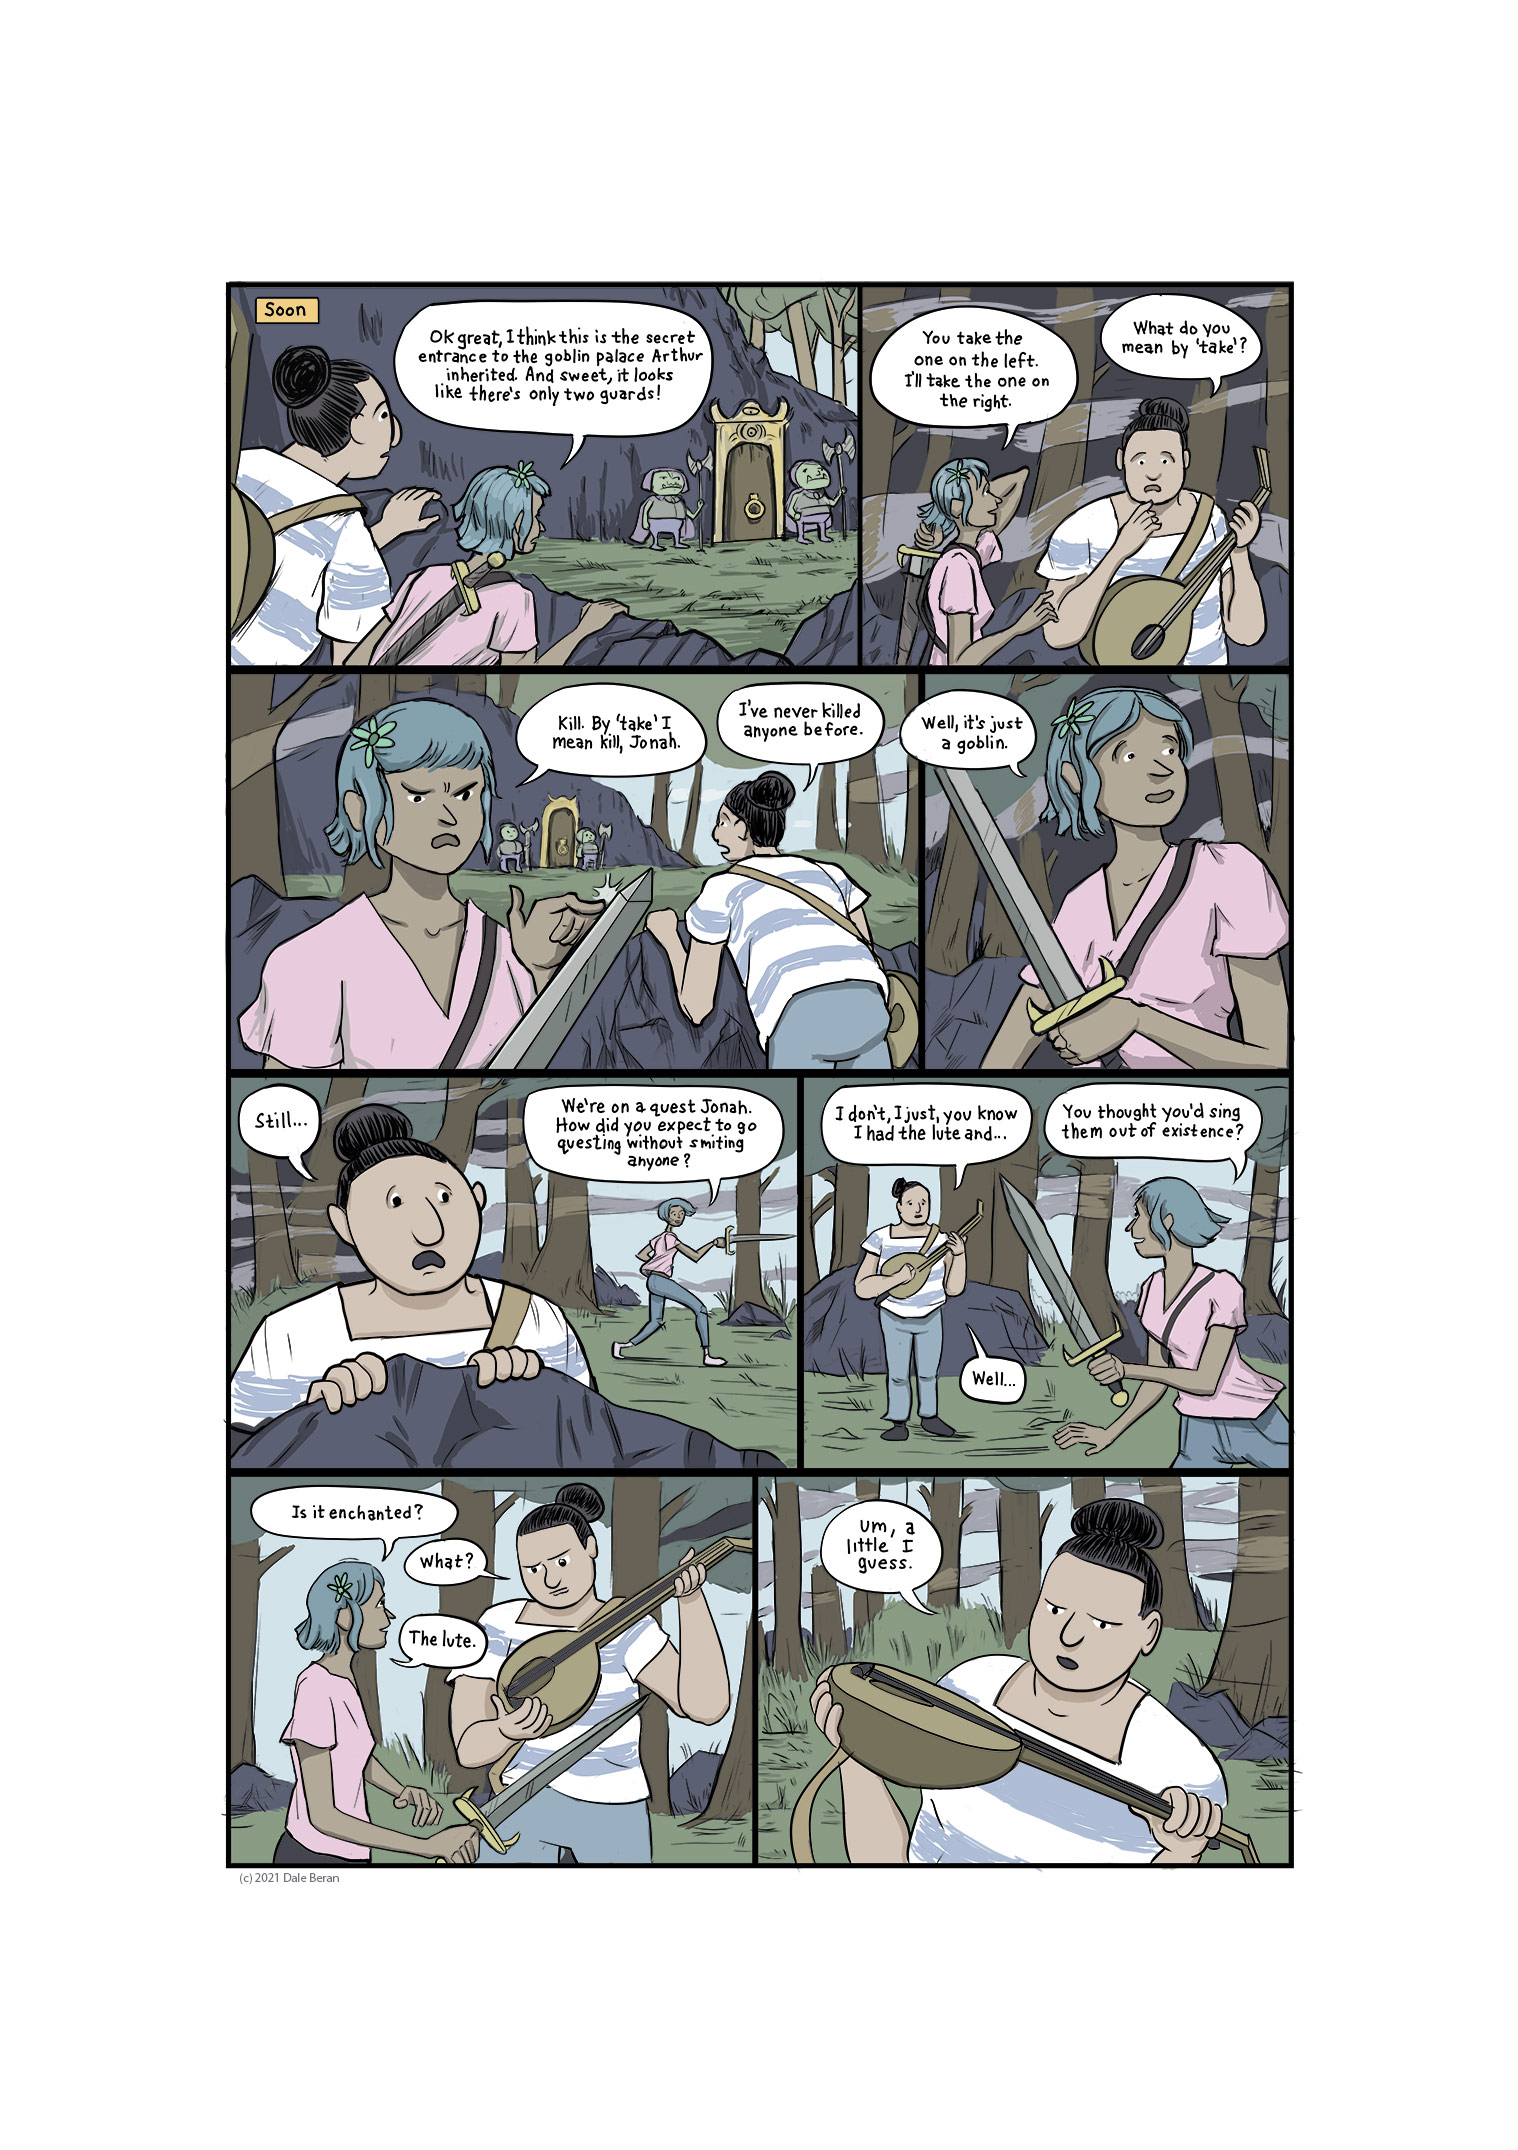 Soon
OK great, I think this is the secret
entrance to the goblin palace Arthur
inherited. And sweet, it looks
like there's only two guards!
You take the
one on the left.
I'll take the one on
the right.
What do you
mean by 'take'?
Kill. By 'take' I
mean kill, Jonah.
I've never killed
anyone before.
Well, it's just
a goblin.
Still...
We're on a quest Jonah.
How did you expect to go
questing without smiting
anyone?
I don't, I just, you know
I had the lute and...
You thought you'd sing
them out of existence?
Well...
Is it enchanted?
What?
The lute.
Um, a
little I
guess.
(c) 2021 Dale Beran